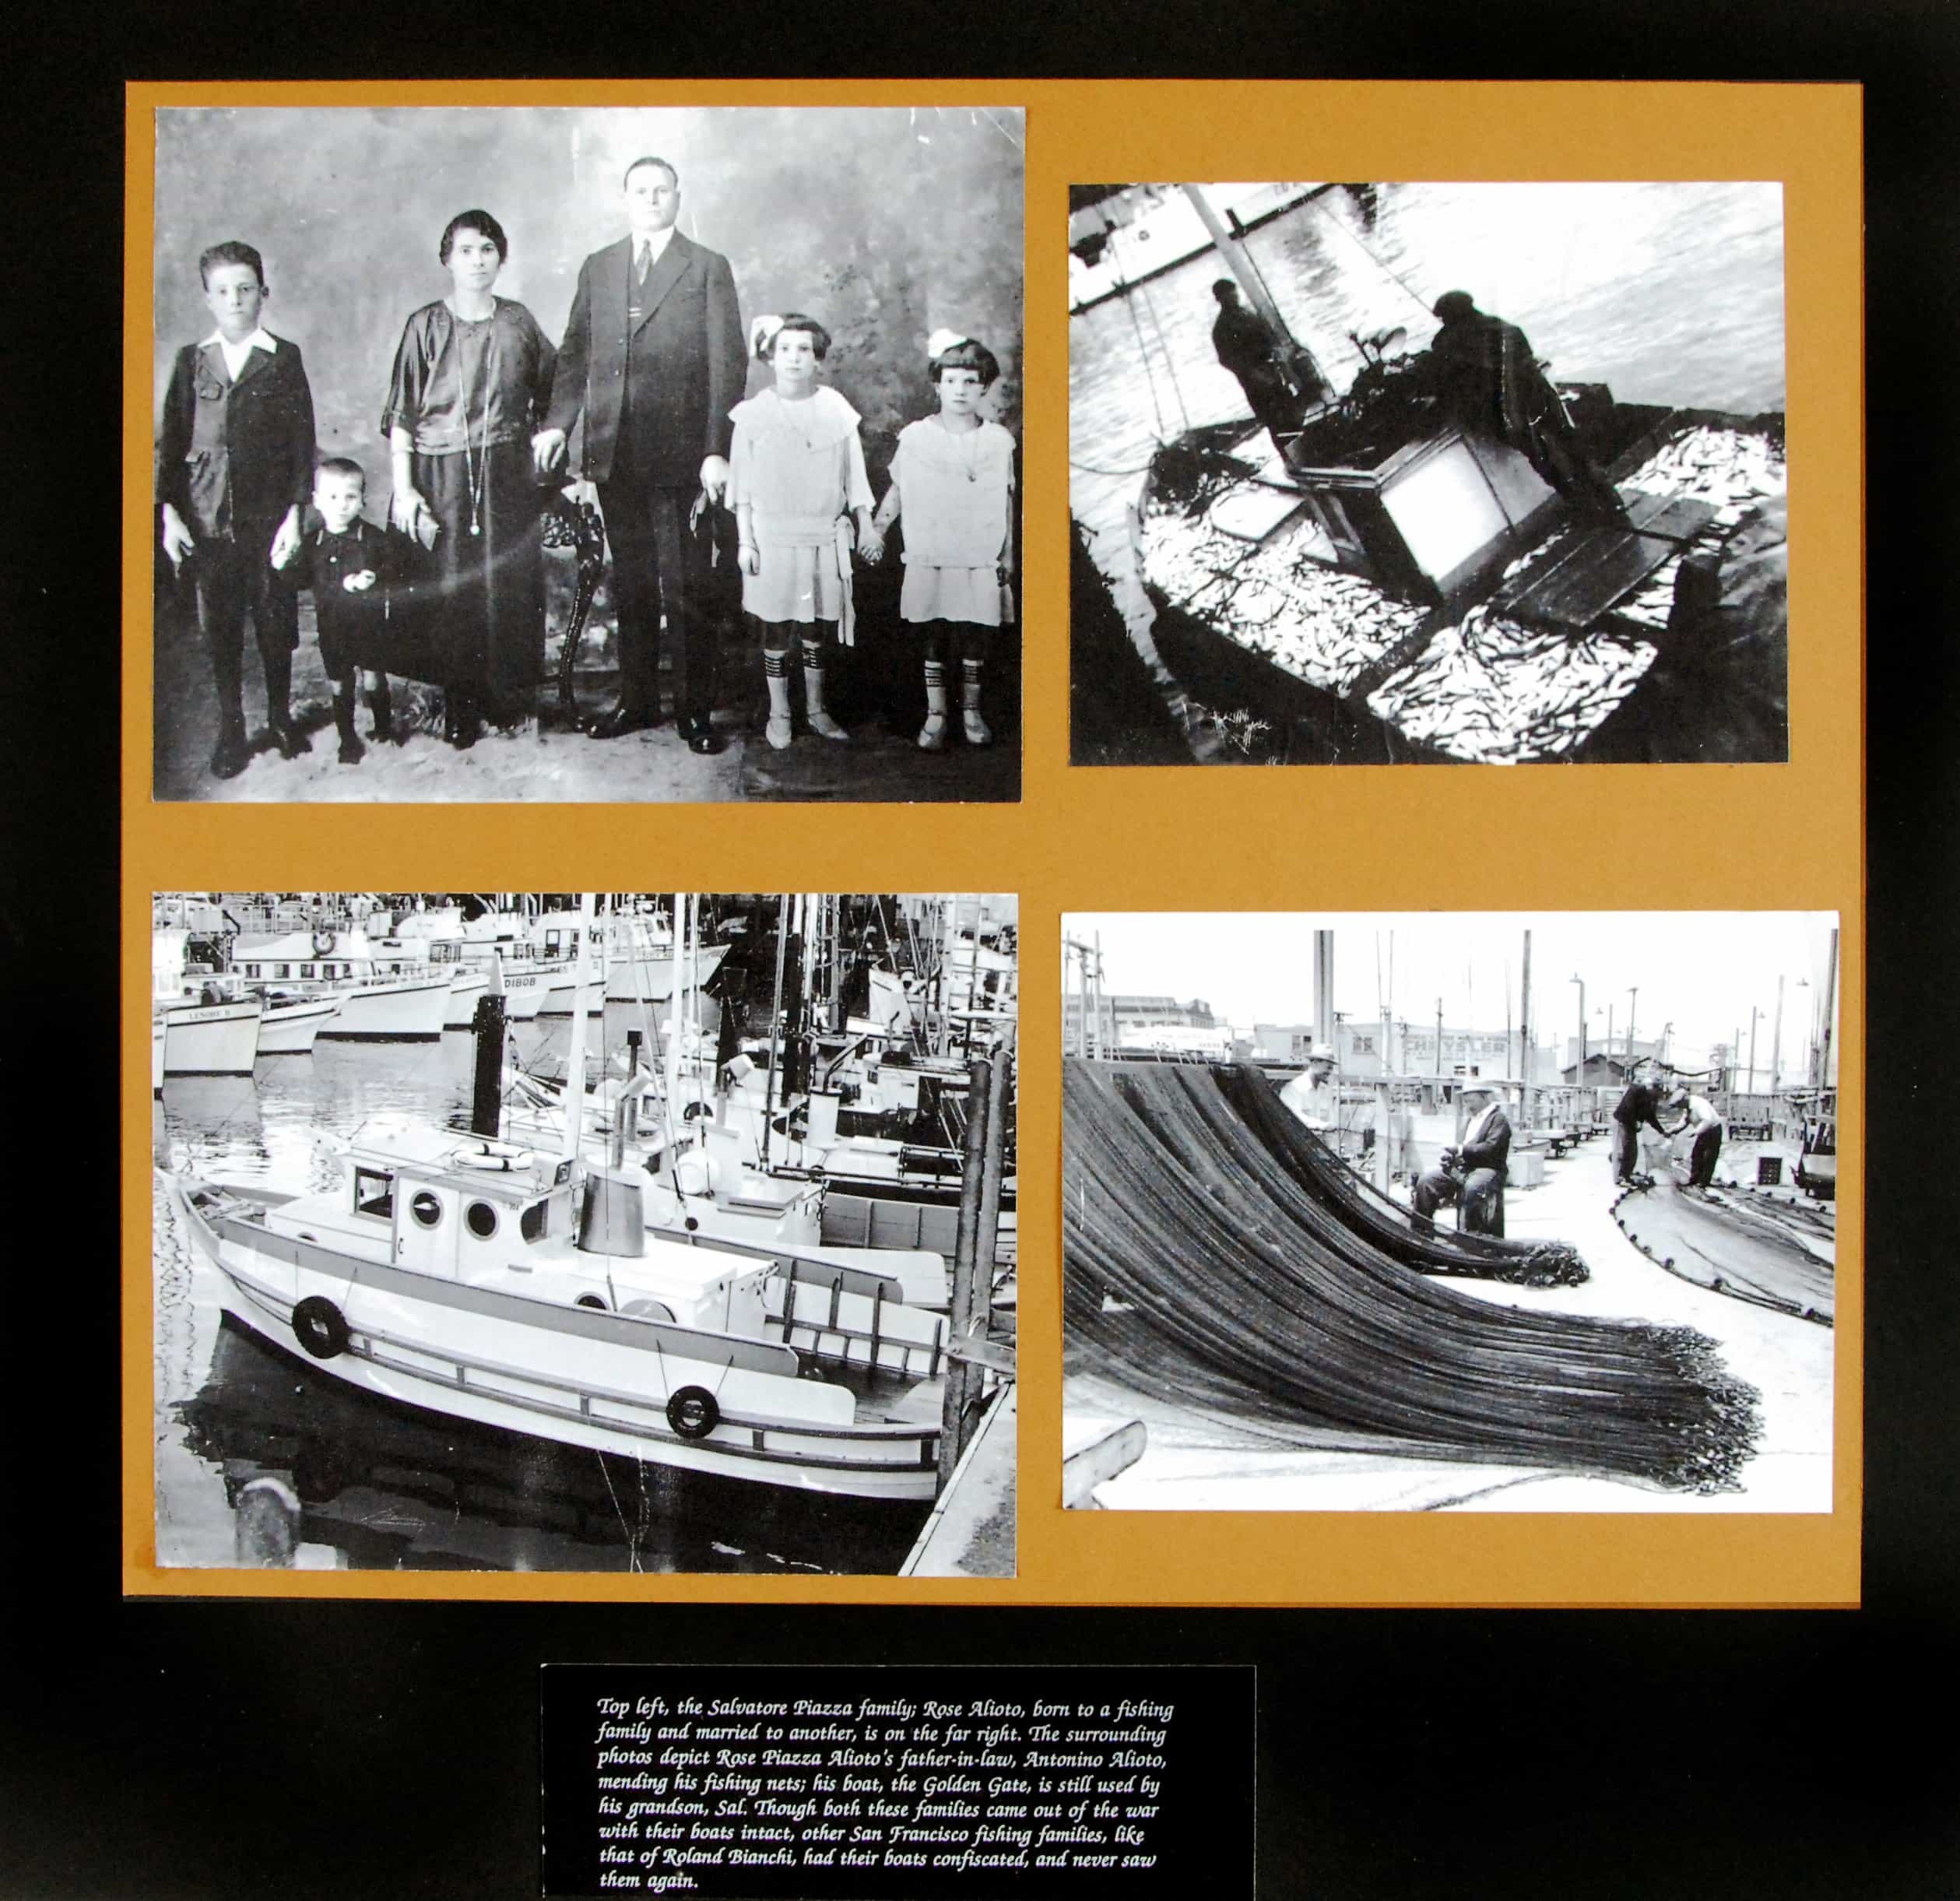 LENORE B
DIBOB
Top left, the Salvatore Piazza family; Rose Alioto, born to a fishing
family and married to another, is on the far right. The surrounding
photos depict Rose Piazza Alioto's father-in-law, Antonino Alioto,
mending his fishing nets; his boat, the Golden Gate, is still used by
his grandson, Sal. Though both these families came out of the war
with their boats intact, other San Francisco fishing families, like
that of Roland Bianchi, had their boats confiscated, and never saw
them again.